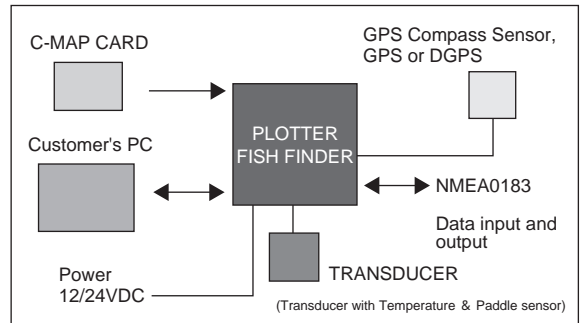 C-MAP CARD
GPS Compass Sensor,
GPS or DGPS
PLOTTER
FISH FINDER
Customer's PC
NMEA0183
Data input and
output
Power
12/24VDC
TRANSDUCER
(Transducer with Temperature & Paddle sensor)